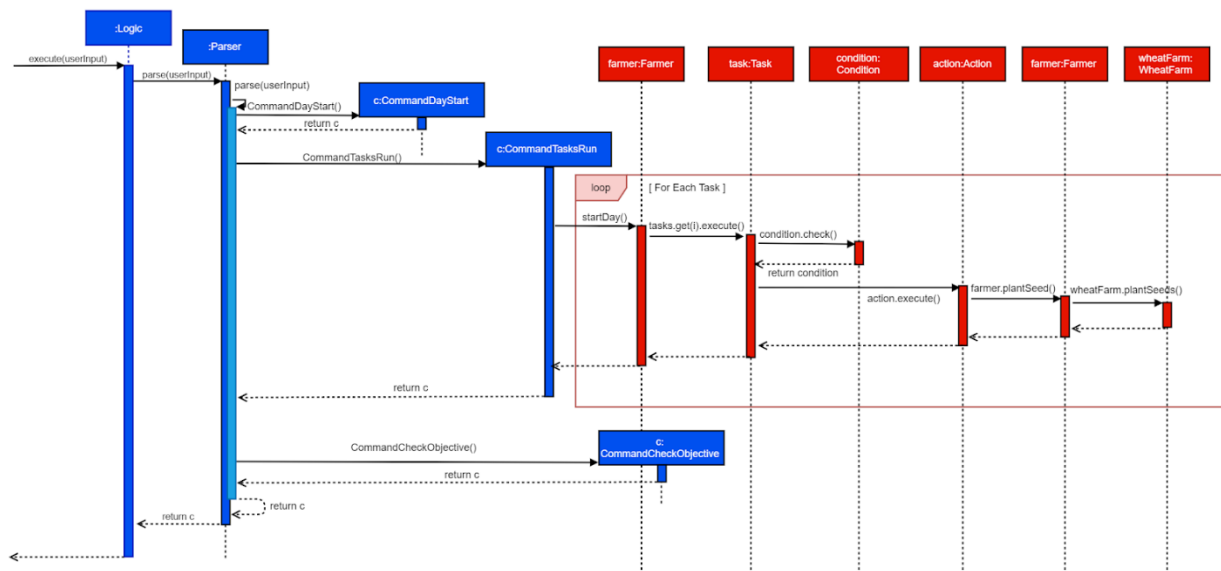 :Logic
:Parser
farmer:Farmer
task:Task
condition:
Condition
action:Action
farmer:Farmer
wheatFarm:
WheatFarm
execute(userInput)
parse(userInput)
parse(userInput)
CommandDayStart()
c:CommandDayStart
return c
CommandTasksRun()
c:CommandTasksRun
loop
[ For Each Task ]
startDay()
tasks.get(i).execute()
condition.check()
return condition
action.execute()
farmer.plantSeed()
wheatFarm.plantSeeds()
return c
CommandCheckObjective()
c:
CommandCheckObjective
return c
return c
return c